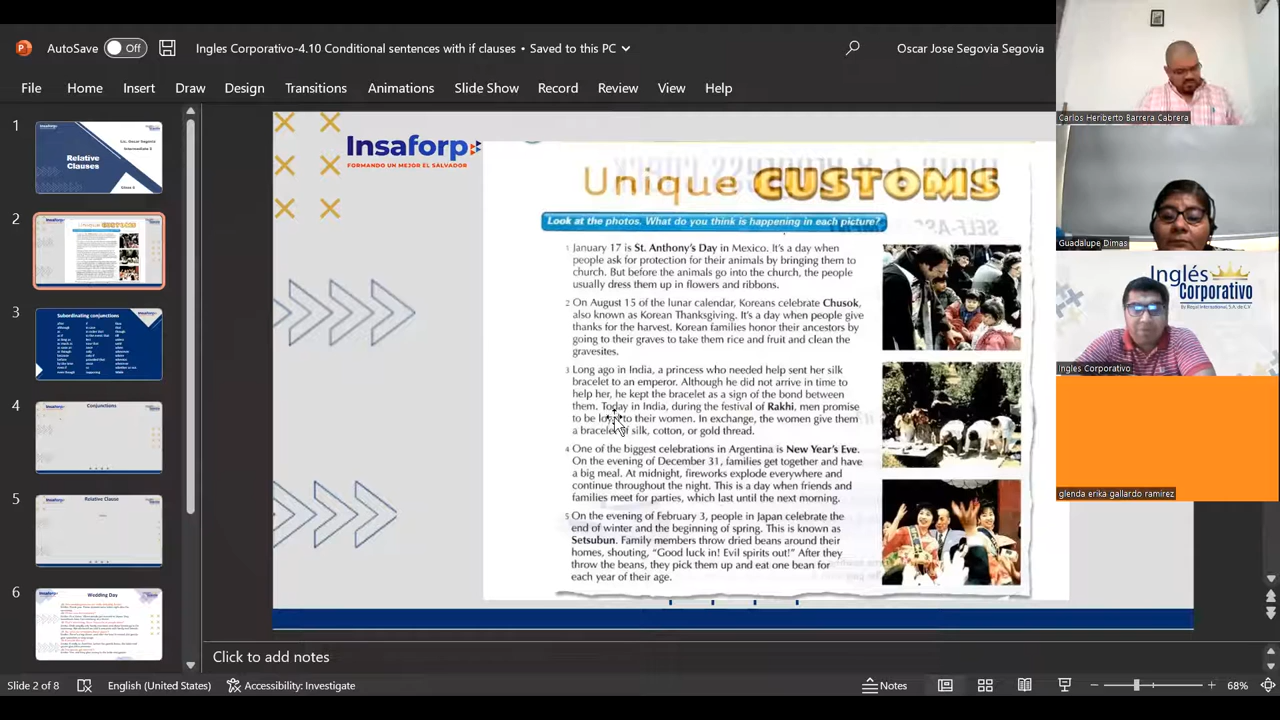 AutoSave Off Ingles Corporativo-4.10 Conditional sentences with if clauses • Saved to this PC Oscar Jose Segovia Segovia
File Home Insert Draw Design Transitions Animations Slide Show Record Review View Help
1
Relative
Clauses
2
3
Subordinating conjunctions
4
Conjunctions
5
Relative Clause
6
Wedding Day
Insaforp
FORMANDO UN MEJOR EL SALVADOR
Unique CUSTOMS
Look at the photos. What do you think is happening in each picture?
1 January 17 is St. Anthony's Day in Mexico. It's a day when
people ask for protection for their animals by bringing them to
church. But before the animals go into the church, the people
usually dress them up in flowers and ribbons.
2 On August 15 of the lunar calendar, Koreans celebrate Chusok,
also known as Korean Thanksgiving. It's a day when people give
thanks for the harvest. Korean families honor their ancestors by
going to their graves to take them rice and fruit and clean the
gravesites.
3 Long ago in India, a princess who needed help sent her silk
bracelet to an emperor. Although he did not arrive in time to
help her, he kept the bracelet as a sign of the bond between
them. Today in India, during the festival of Rakhi, men promise
to be loyal to their women. In exchange, the women give them
a bracelet of silk, cotton, or gold thread.
4 One of the biggest celebrations in Argentina is New Year's Eve.
On the evening of December 31, families get together and have
a big meal. At midnight, fireworks explode everywhere and
continue throughout the night. This is a day when friends and
families meet for parties, which last until the next morning.
5 On the evening of February 3, people in Japan celebrate the
end of winter and the beginning of spring. This is known as
Setsubun. Family members throw dried beans around their
homes, shouting, "Good luck in! Evil spirits out!" After they
throw the beans, they pick them up and eat one bean for
each year of their age.
Carlos Heriberto Barrera Cabrera
Guadalupe Dimas
Inglés
Corporativo
By Regal International, S.A. de C.V.
Ingles Corporativo
glenda erika gallardo ramirez
Click to add notes
Slide 2 of 8 English (United States) Accessibility: Investigate Notes 68%